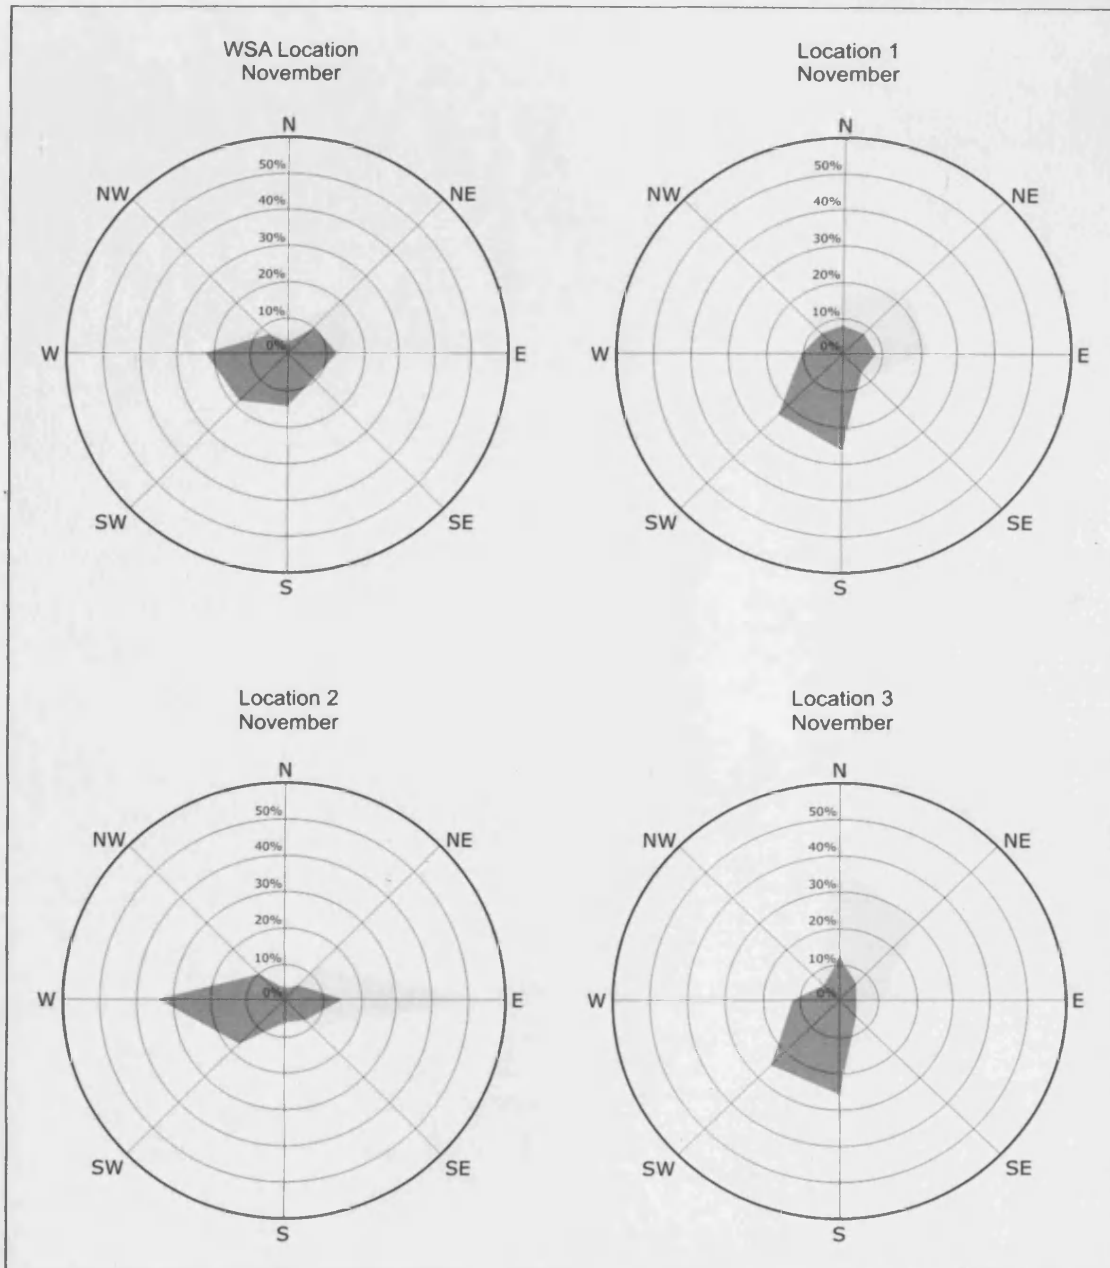 WSA Location
November
N
50%
40%
30%
20%
10%
0%
NW
NE
W
E
SW
SE
S
Location 1
November
N
50%
40%
30%
20%
10%
0%
NW
NE
W
E
SW
SE
S
Location 2
November
N
50%
40%
30%
20%
10%
0%
NW
NE
W
E
SW
SE
S
Location 3
November
N
50%
40%
30%
20%
10%
0%
NW
NE
W
E
SW
SE
S